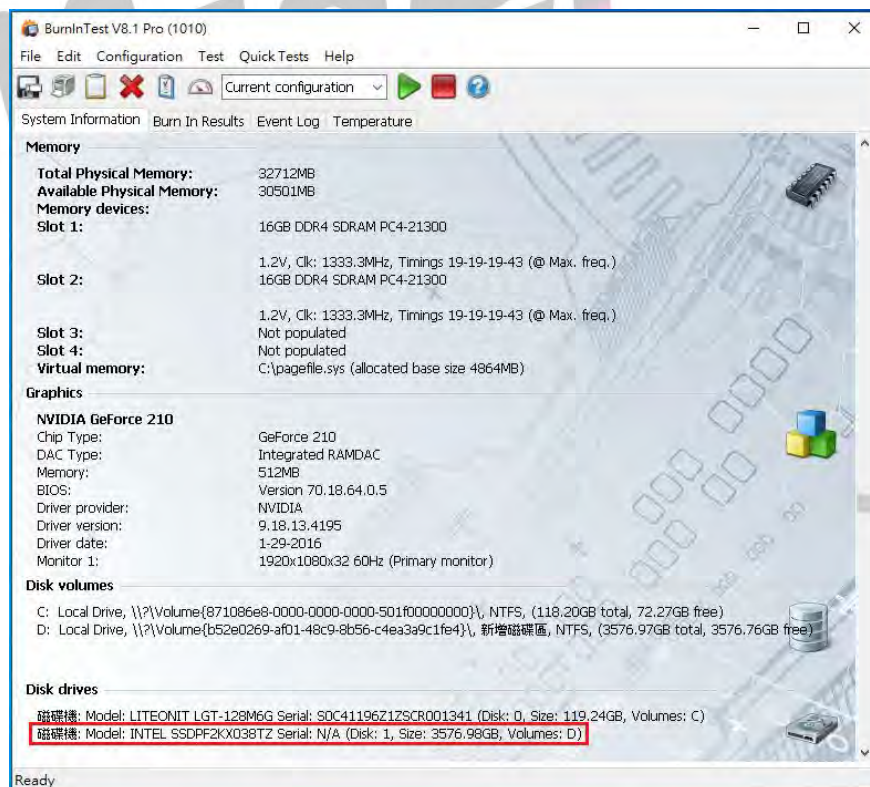 BurnInTest V8.1 Pro (1010)
File Edit Configuration Test Quick Tests Help
Current configuration
System Information Burn In Results Event Log Temperature
Memory
Total Physical Memory: 32712MB
Available Physical Memory: 30501MB
Memory devices:
Slot 1: 16GB DDR4 SDRAM PC4-21300
1.2V, Clk: 1333.3MHz, Timings 19-19-19-43 (@ Max. freq.)
Slot 2: 16GB DDR4 SDRAM PC4-21300
1.2V, Clk: 1333.3MHz, Timings 19-19-19-43 (@ Max. freq.)
Slot 3: Not populated
Slot 4: Not populated
Virtual memory: C:\pagefile.sys (allocated base size 4864MB)
Graphics
NVIDIA GeForce 210
Chip Type: GeForce 210
DAC Type: Integrated RAMDAC
Memory: 512MB
BIOS: Version 70.18.64.0.5
Driver provider: NVIDIA
Driver version: 9.18.13.4195
Driver date: 1-29-2016
Monitor 1: 1920x1080x32 60Hz (Primary monitor)
Disk volumes
C: Local Drive, \\?\Volume{871086e8-0000-0000-0000-501f00000000}\, NTFS, (118.20GB total, 72.27GB free)
D: Local Drive, \\?\Volume{b52e0269-af01-48c9-8b56-c4ea3a9c1fe4}\, 新增磁碟區, NTFS, (3576.97GB total, 3576.76GB free)
Disk drives
磁碟機: Model: LITEONIT LGT-128M6G Serial: S0C41196Z1ZSCR001341 (Disk: 0, Size: 119.24GB, Volumes: C)
磁碟機: Model: INTEL SSDPF2KX038TZ Serial: N/A (Disk: 1, Size: 3576.98GB, Volumes: D)
Ready